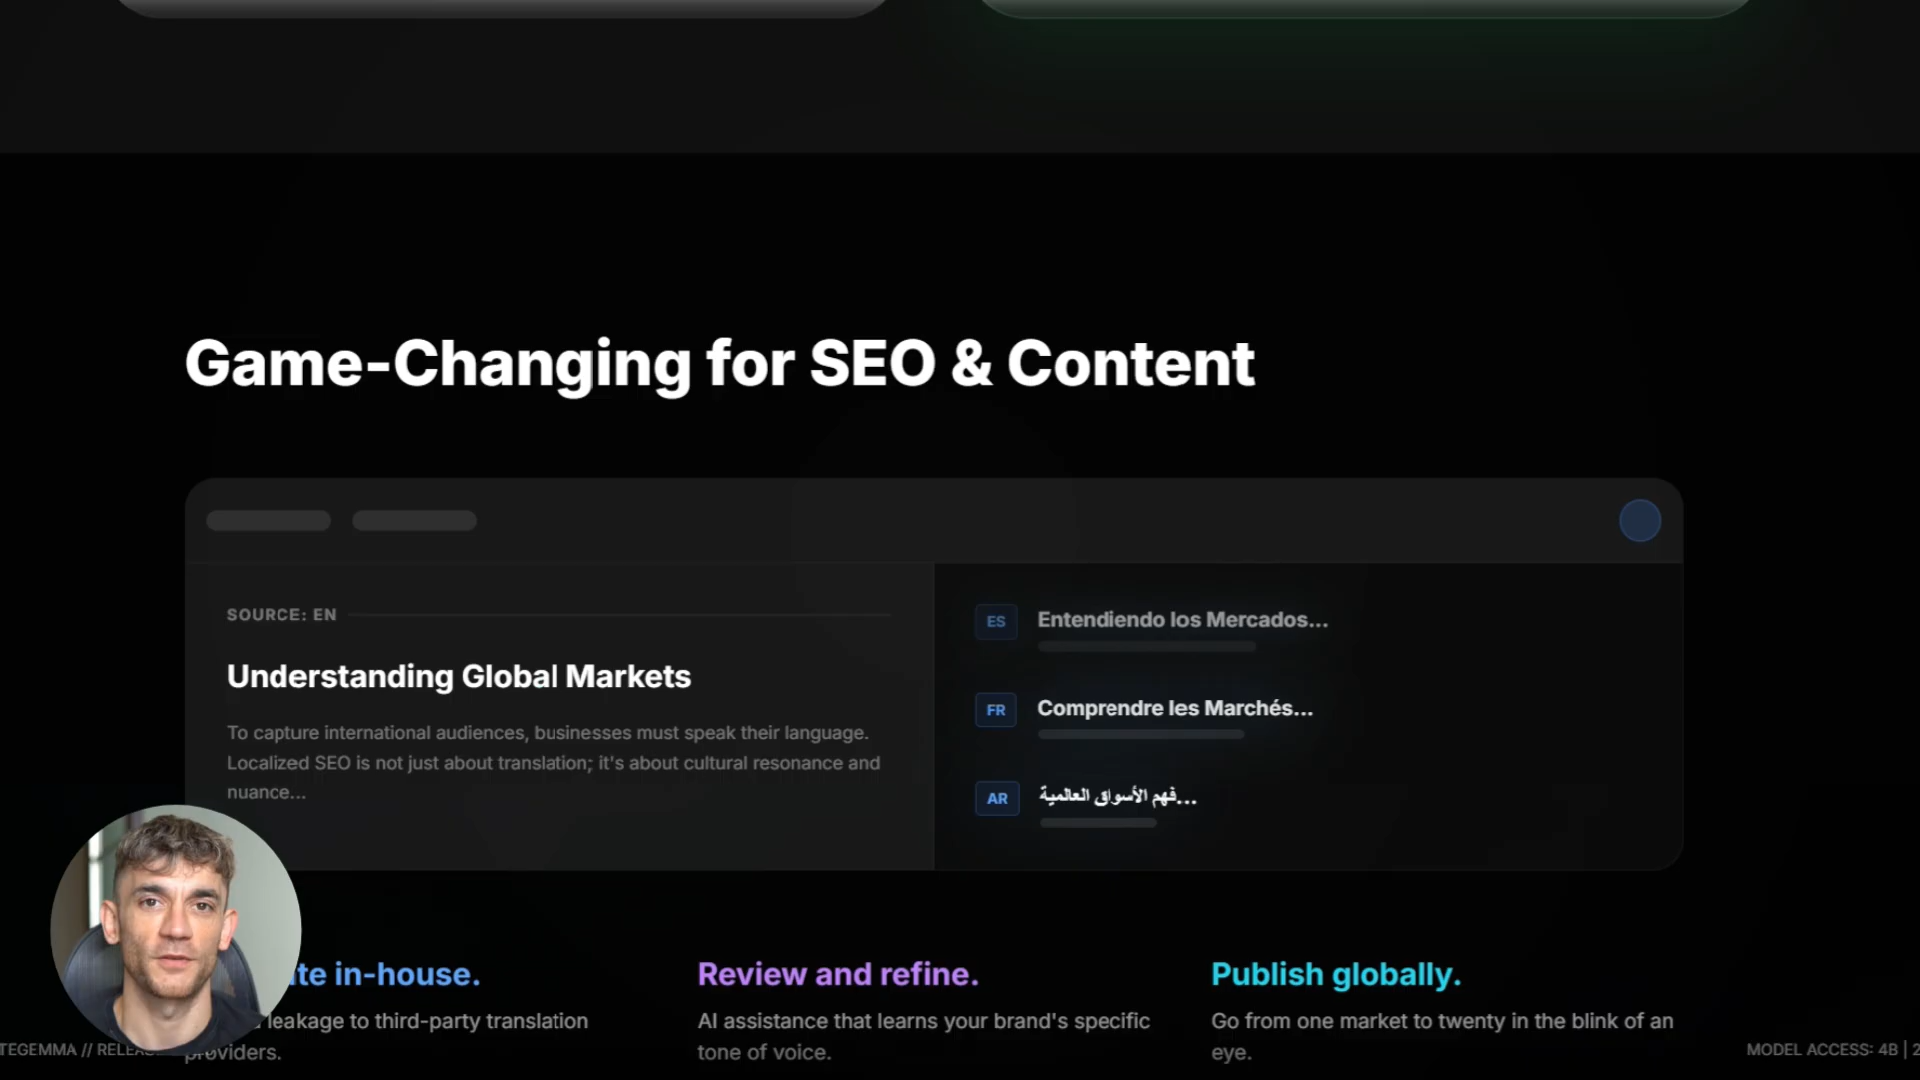 Game-Changing for SEO & Content
SOURCE: EN
Understanding Global Markets
To capture international audiences, businesses must speak their language.
Localized SEO is not just about translation; it's about cultural resonance and
nuance...
ES
Entendiendo los Mercados...
FR
Comprendre les Marchés...
AR
فهم الأسواق العالمية...
in-house.
leakage to third-party translation
providers.
Review and refine.
AI assistance that learns your brand's specific
tone of voice.
Publish globally.
Go from one market to twenty in the blink of an
eye.
TEGEMMA //
MODEL ACCESS: 4B |